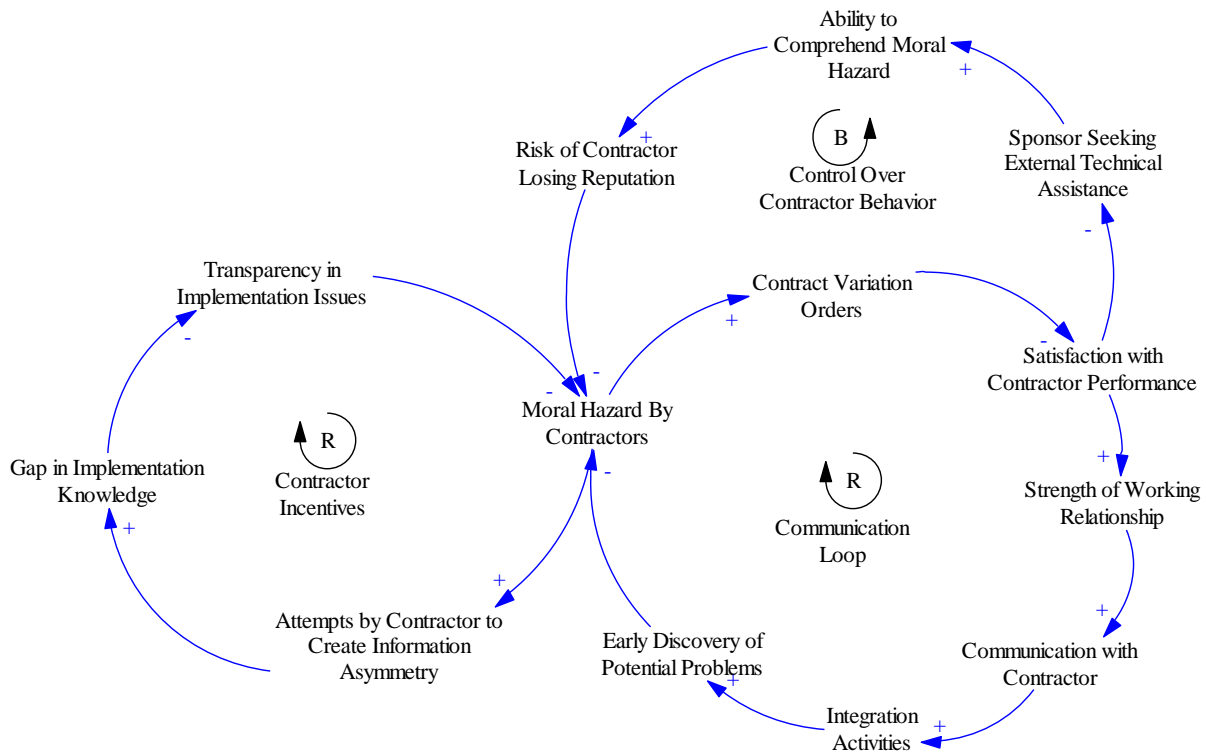 Ability to
Comprehend Moral
Hazard
+
+
B
Control Over
Contractor Behavior
Sponsor Seeking
External Technical
Assistance
-
Risk of Contractor
Losing Reputation
-
Transparency in
Implementation Issues
-
-
Contract Variation
Orders
+
-
Satisfaction with
Contractor Performance
+
Moral Hazard By
Contractors
-
+
R
Contractor
Incentives
Gap in Implementation
Knowledge
+
R
Communication
Loop
Strength of Working
Relationship
+
Attempts by Contractor to
Create Information
Asymmetry
Early Discovery of
Potential Problems
+
Communication with
Contractor
Integration
Activities
+